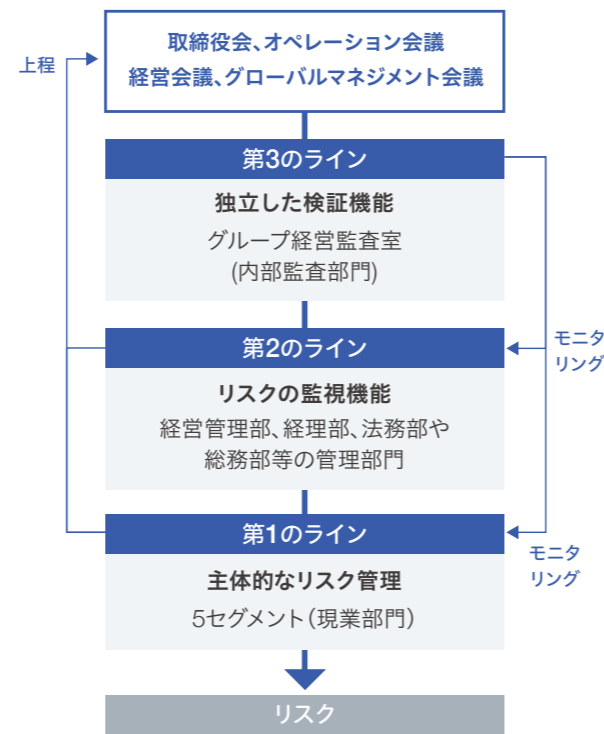 取締役会、オペレーション会議
経営会議、グローバルマネジメント会議
上程
第3のライン
独立した検証機能
グループ経営監査室
(内部監査部門)
第2のライン
モニタ
リング
リスクの監視機能
経営管理部、経理部、法務部や
総務部等の管理部門
第1のライン
モニタ
リング
主体的なリスク管理
5セグメント(現業部門)
リスク